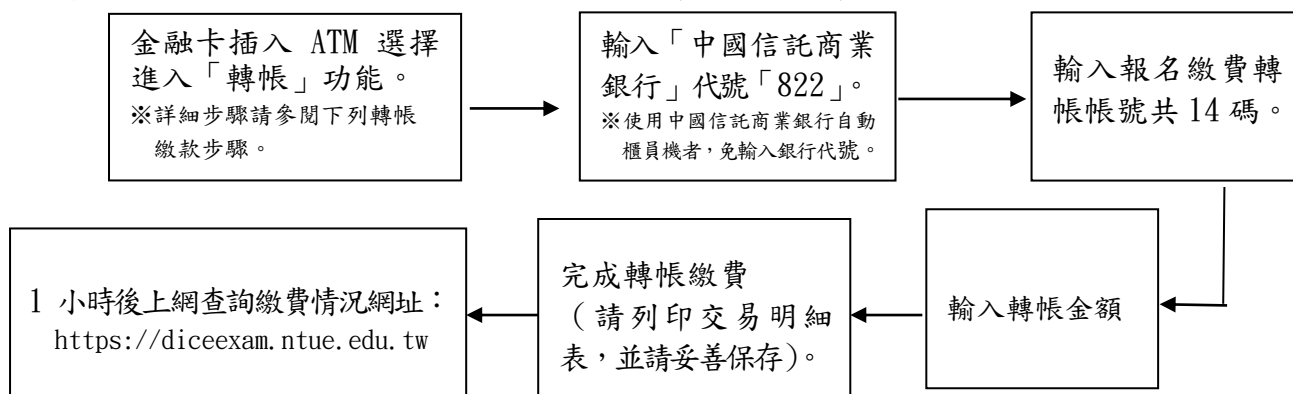 金融卡插入 ATM 選擇
進入「轉帳」功能。
※詳細步驟請參閱下列轉帳
繳款步驟。
輸入「中國信託商業
銀行」代號「822」。
※使用中國信託商業銀行自動
櫃員機者，免輸入銀行代號。
輸入報名繳費轉
帳帳號共 14 碼。
輸入轉帳金額
完成轉帳繳費
（請列印交易明細
表，並請妥善保存）。
1 小時後上網查詢繳費情況網址：
https://diceexam.ntue.edu.tw